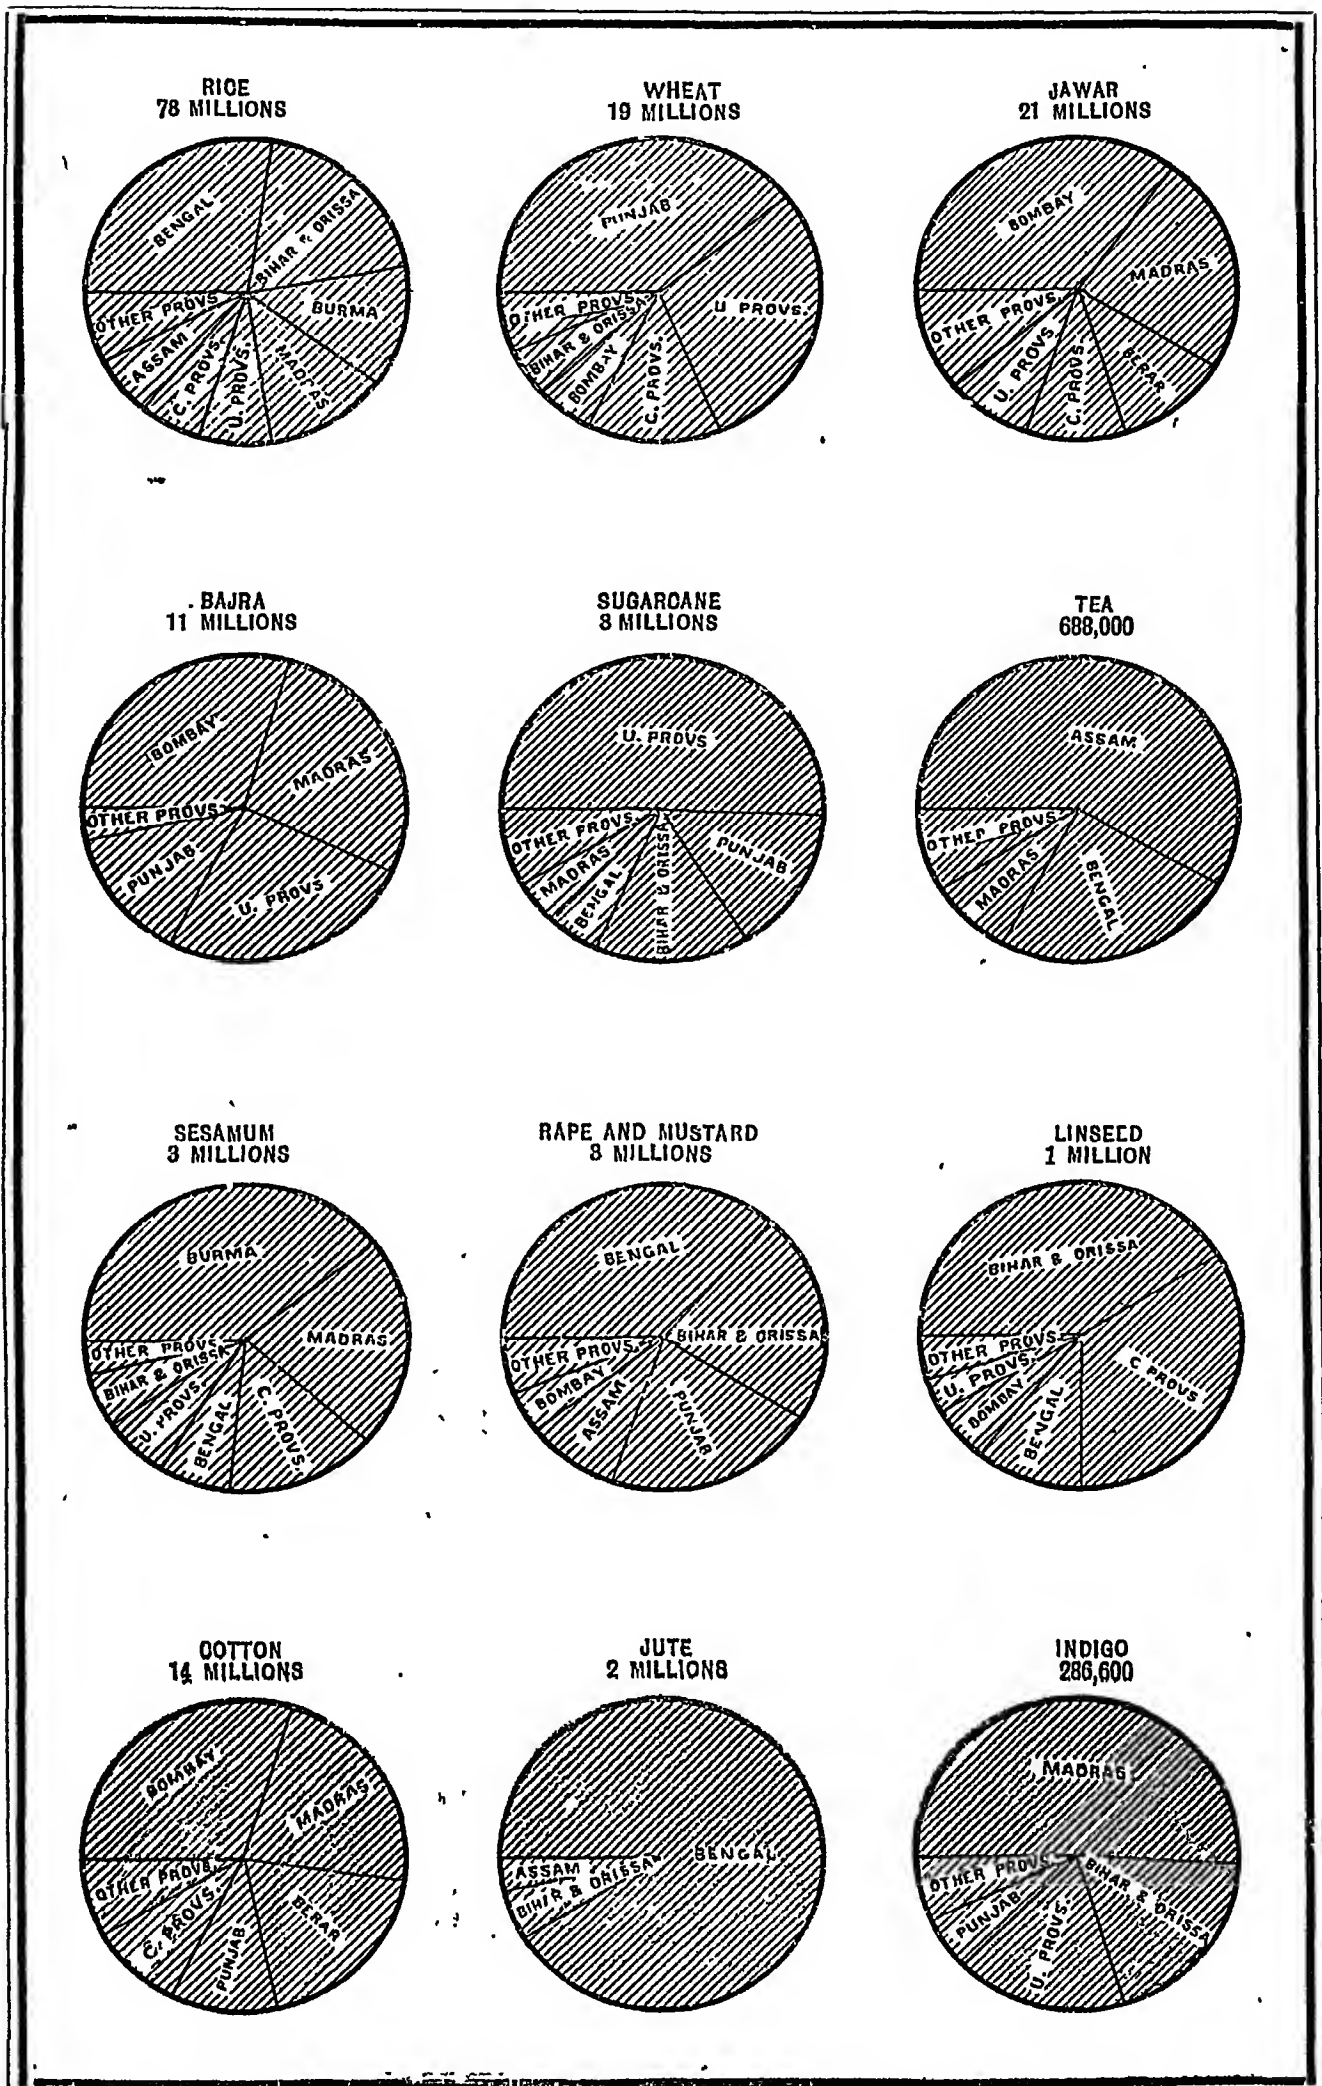 RICE
78 MILLIONS
BENGAL
BIHAR & ORISSA
BURMA
MADRAS
U. PROVS.
C. PROVS.
ASSAM
OTHER PROVS
WHEAT
19 MILLIONS
PUNJAB
U PROVS.
C. PROVS.
BOMBAY
BIHAR & ORISSA
OTHER PROVS.
JAWAR
21 MILLIONS
BOMBAY
MADRAS
BERAR
C. PROVS.
U. PROVS.
OTHER PROVS.
BAJRA
11 MILLIONS
BOMBAY
MADRAS
U. PROVS
PUNJAB
OTHER PROVS
SUGARCANE
3 MILLIONS
U. PROVS
PUNJAB
BIHAR & ORISSA
BENGAL
MADRAS
OTHER PROVS.
TEA
688,000
ASSAM
BENGAL
MADRAS
OTHER PROVS
SESAMUM
3 MILLIONS
BURMA
MADRAS
C. PROVS.
BENGAL
U. PROVS.
BIHAR & ORISSA
OTHER PROVS
RAPE AND MUSTARD
3 MILLIONS
BENGAL
BIHAR & ORISSA
PUNJAB
ASSAM
BOMBAY
OTHER PROVS.
LINSEED
1 MILLION
BIHAR & ORISSA
C PROVS
BENGAL
BOMBAY
U. PROVS.
OTHER PROVS.
COTTON
14 MILLIONS
BOMBAY
MADRAS
BERAR
PUNJAB
C. PROVS.
OTHER PROVS.
JUTE
2 MILLIONS
BENGAL
BIHAR & ORISSA
ASSAM
INDIGO
286,600
MADRAS
BIHAR & ORISSA
U. PROVS.
PUNJAB
OTHER PROVS